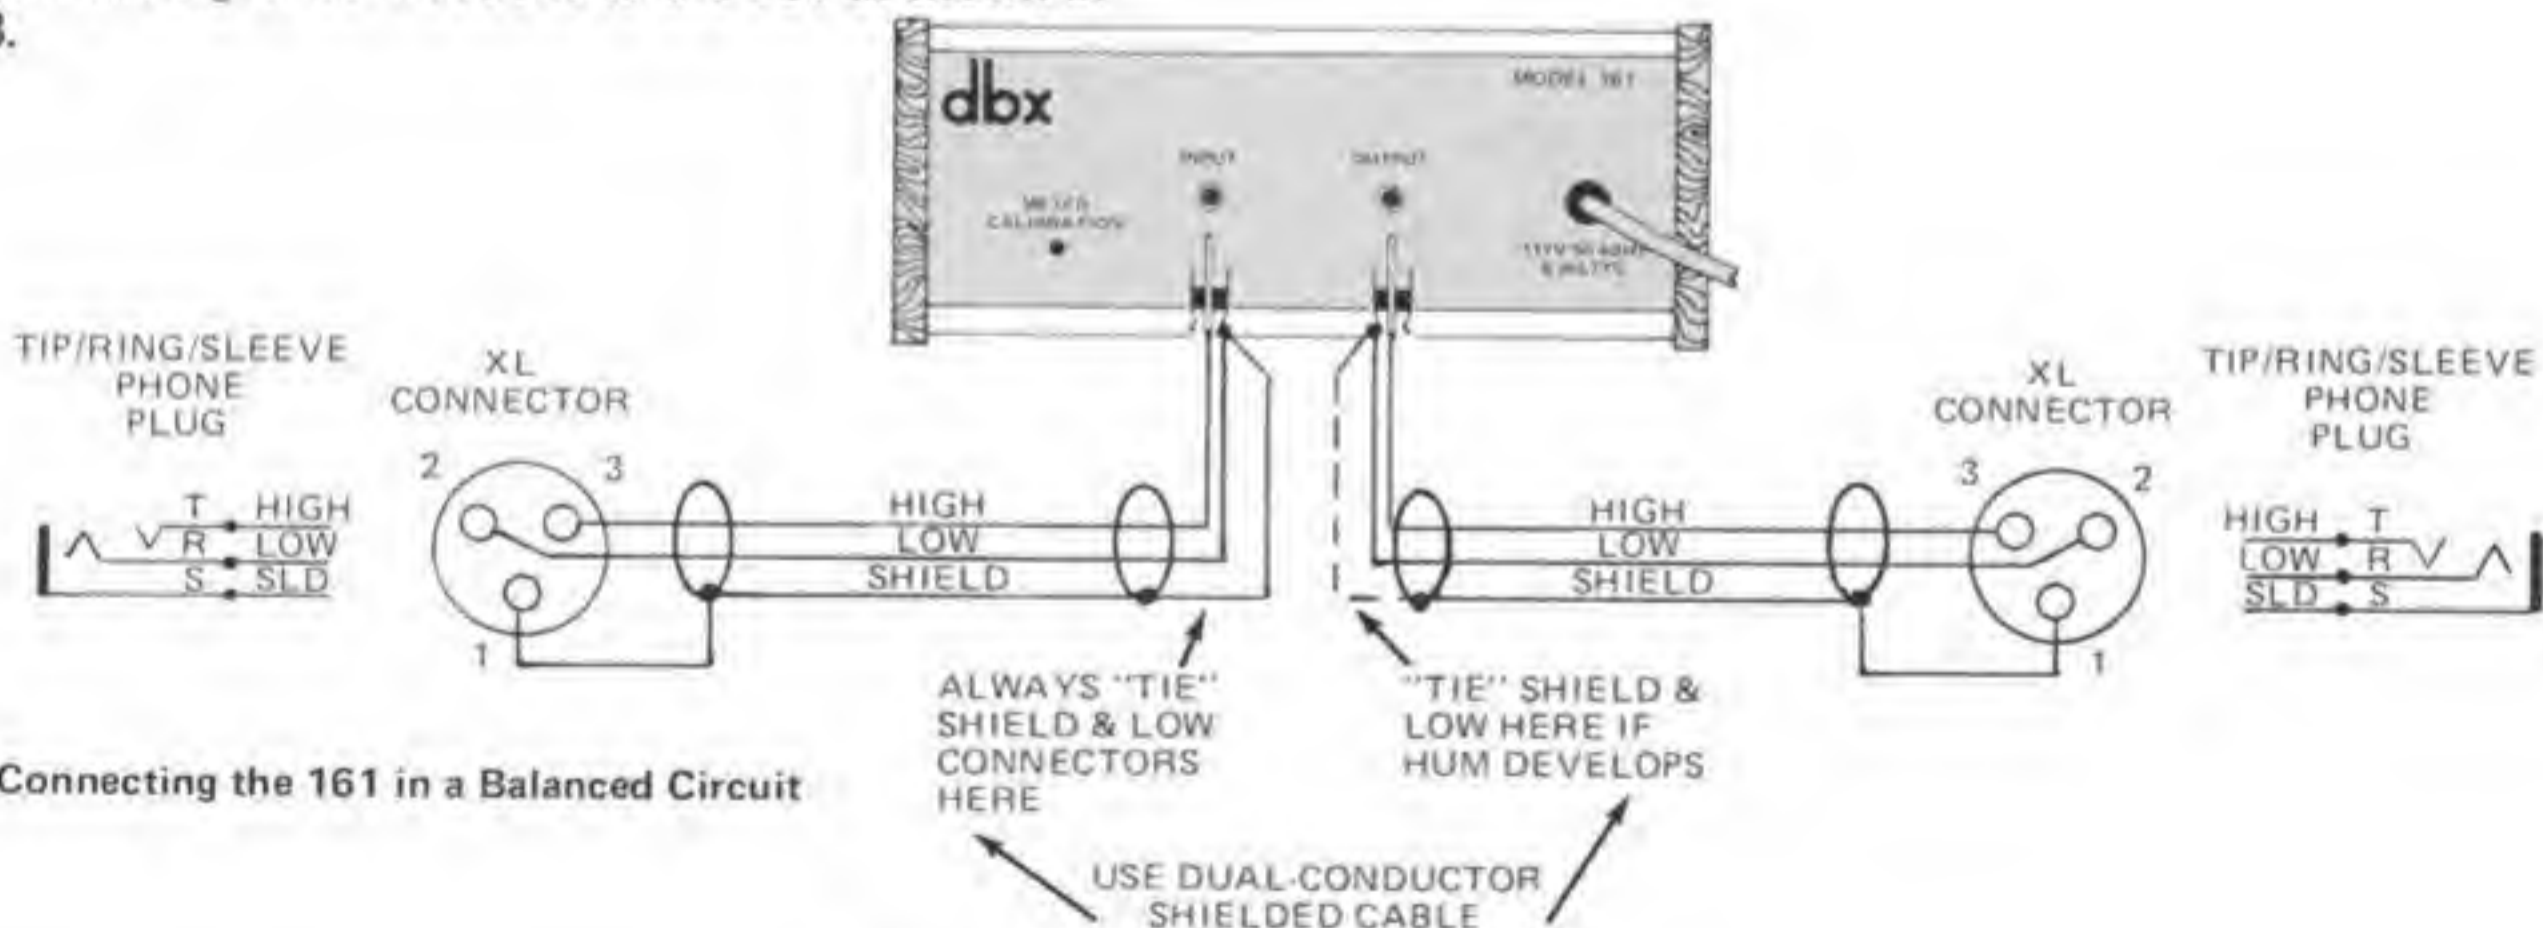 3.
dbx
MODEL 161
INPUT
OUTPUT
CALIBRATION
TIP/RING/SLEEVE
PHONE
PLUG
XL
CONNECTOR
2
3
1
T HIGH
R LOW
S SLD
HIGH
LOW
SHIELD
HIGH
LOW
SHIELD
XL
CONNECTOR
3
2
1
TIP/RING/SLEEVE
PHONE
PLUG
HIGH T
LOW R
SLD S
ALWAYS "TIE"
SHIELD & LOW
CONNECTORS
HERE
"TIE" SHIELD &
LOW HERE IF
HUM DEVELOPS
Connecting the 161 in a Balanced Circuit
USE DUAL-CONDUCTOR
SHIELDED CABLE